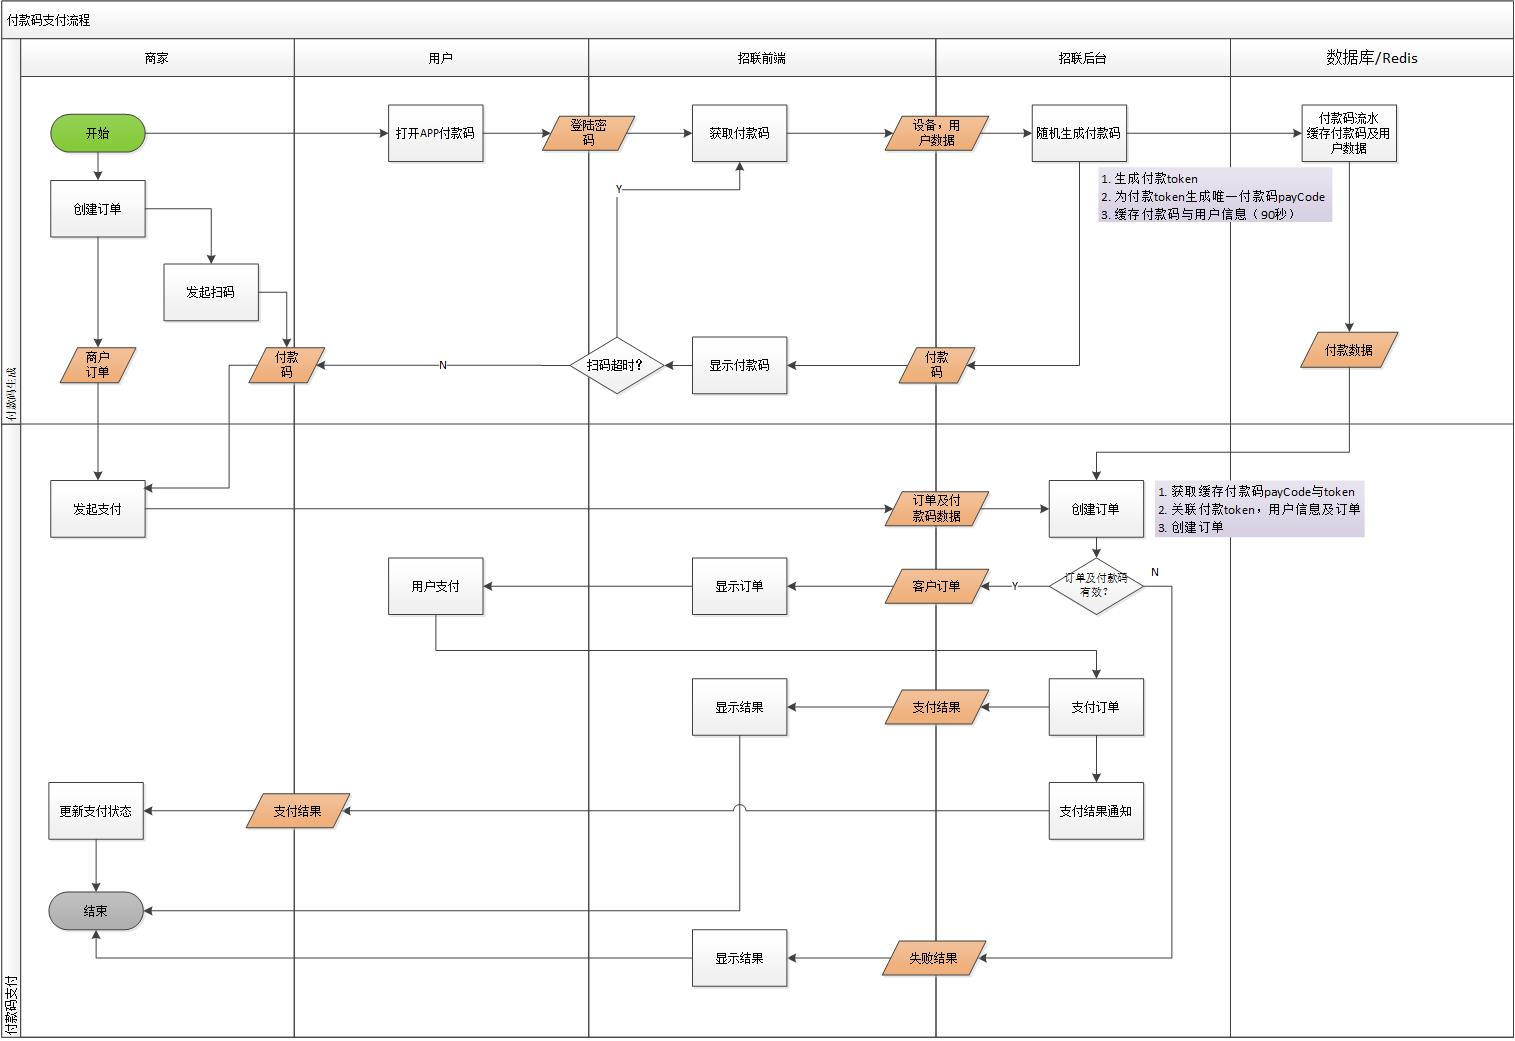 付款码支付流程
商家
用户
招联前端
招联后台
数据库/Redis
付款码生成
开始
打开APP付款码
登陆密
码
获取付款码
设备，用
户数据
随机生成付款码
付款码流水
缓存付款码及用
户数据
1. 生成付款token
2. 为付款token生成唯一付款码payCode
3. 缓存付款码与用户信息（90秒）
Y
创建订单
发起扫码
商户
订单
付款
码
N
扫码超时？
显示付款码
付款
码
付款数据
付款码支付
发起支付
订单及付
款码数据
创建订单
1. 获取缓存付款码payCode与token
2. 关联付款token，用户信息及订单
3. 创建订单
用户支付
显示订单
客户订单
Y
订单及付款码
有效？
N
显示结果
支付结果
支付订单
更新支付状态
支付结果
支付结果通知
结束
显示结果
失败结果